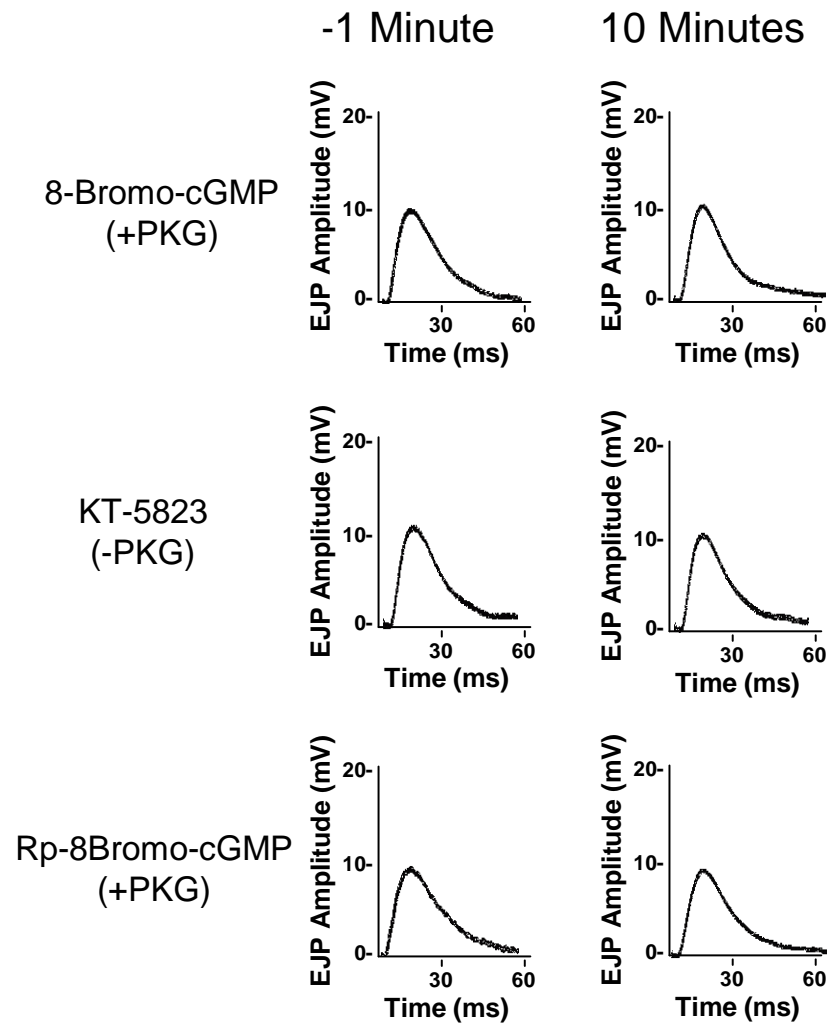 -1 Minute 10 Minutes
8-Bromo-cGMP
(+PKG)
EJP Amplitude (mV)
20-
10-
0-
30 60
Time (ms)
EJP Amplitude (mV)
20-
10-
0-
30 60
Time (ms)
KT-5823
(-PKG)
EJP Amplitude (mV)
20-
10-
0-
30 60
Time (ms)
EJP Amplitude (mV)
20-
10-
0-
30 60
Time (ms)
Rp-8Bromo-cGMP
(+PKG)
EJP Amplitude (mV)
20-
10-
0-
30 60
Time (ms)
EJP Amplitude (mV)
20-
10-
0-
30 60
Time (ms)